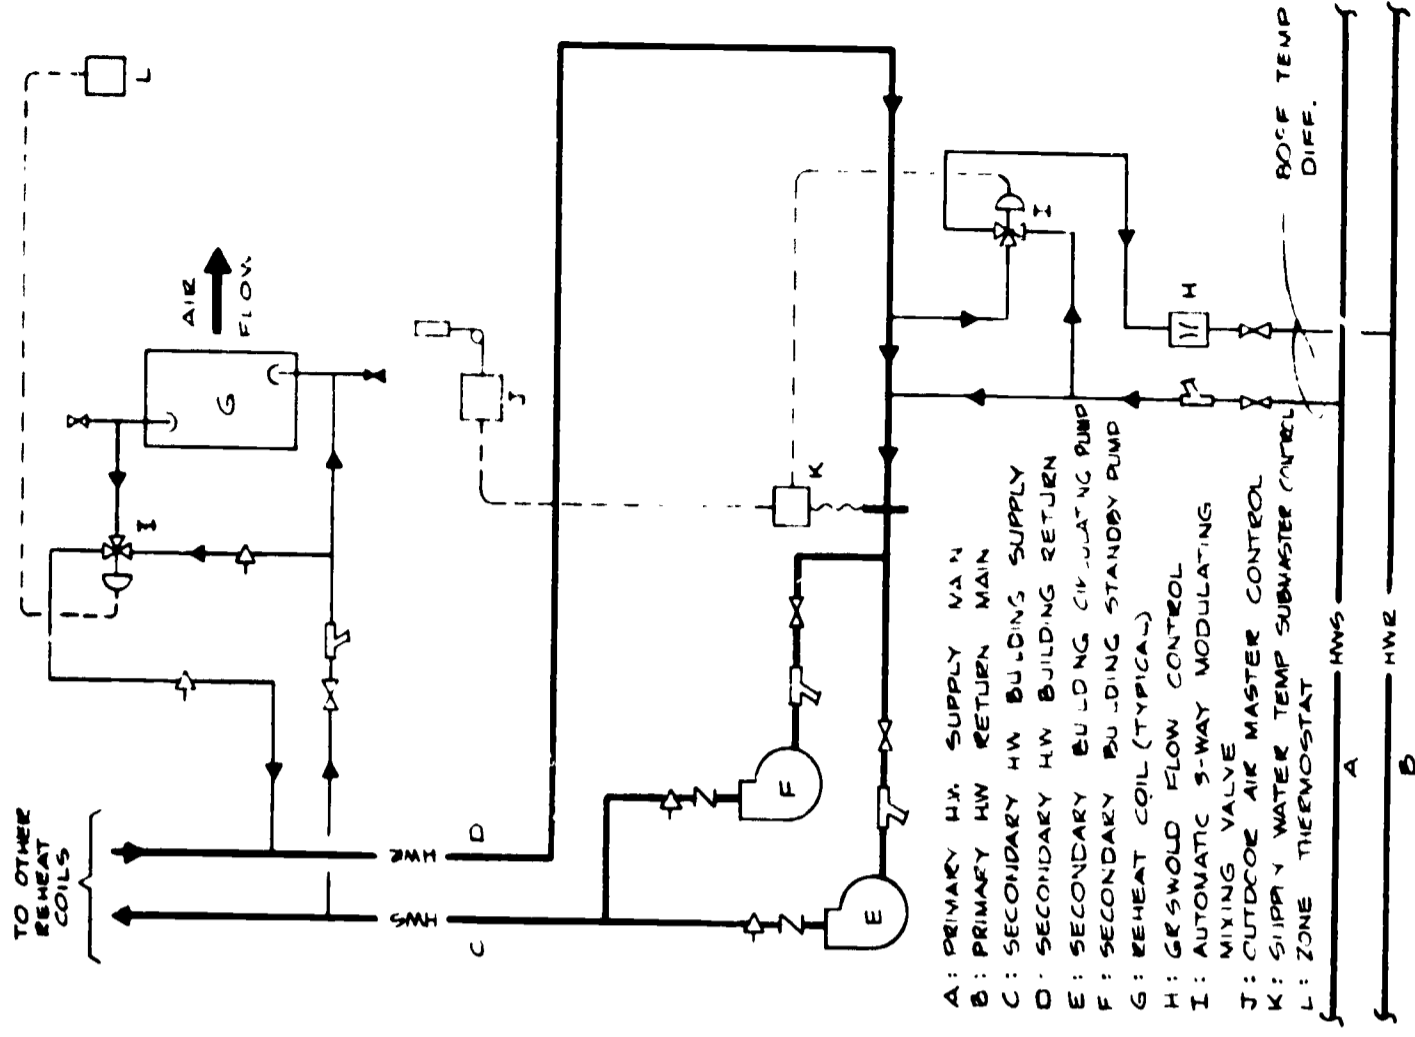 TO OTHER
REHEAT
COILS
L
AIR
FLOW
G
I
J
K
I
H
80°F TEMP
DIFF.
F
E
HWR
D
HWS
C
A: PRIMARY HW SUPPLY MAIN
B: PRIMARY HW RETURN MAIN
C: SECONDARY HW BUILDING SUPPLY
D: SECONDARY HW BUILDING RETURN
E: SECONDARY BUILDING CIRCULATING PUMP
F: SECONDARY BUILDING STANDBY PUMP
G: REHEAT COIL (TYPICAL)
H: GRISWOLD FLOW CONTROL
I: AUTOMATIC 3-WAY MODULATING
MIXING VALVE
J: OUTDOOR AIR MASTER CONTROL
K: SUPPLY WATER TEMP SUBMASTER CONTROL
L: ZONE THERMOSTAT
HWS
A
HWR
B